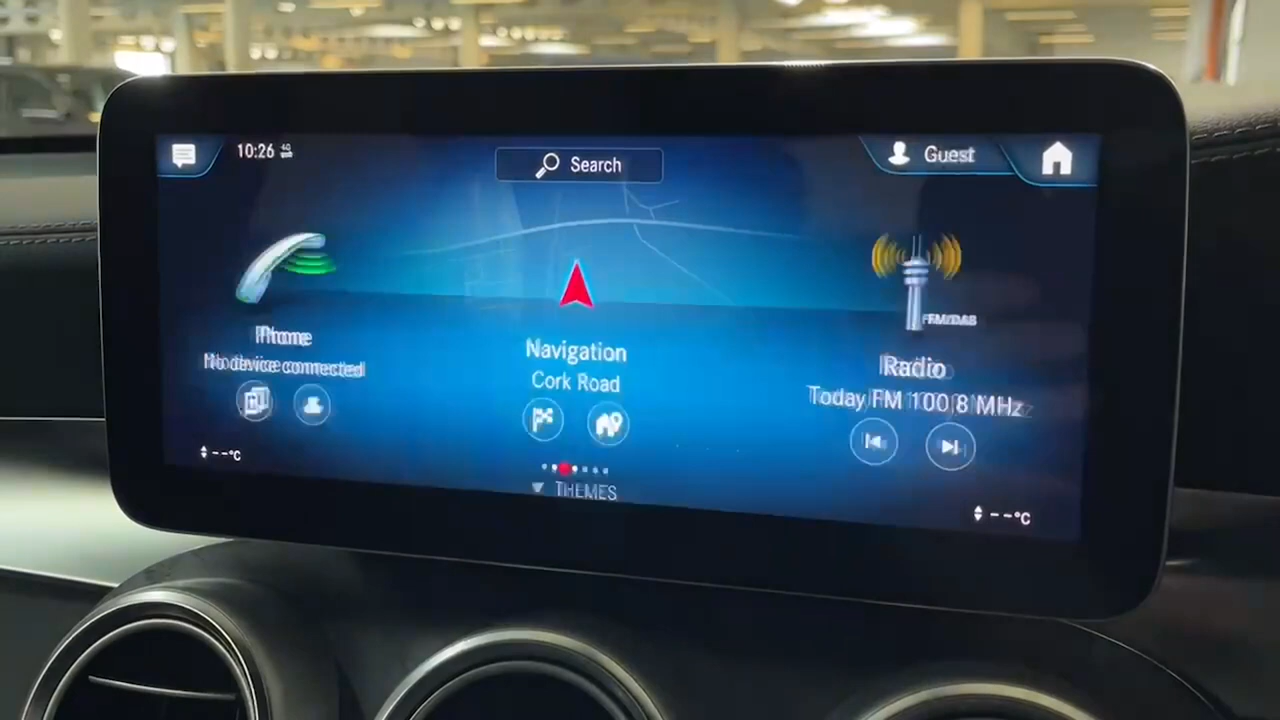 10:26 4G
Search
Guest
Phone
No device connected
Navigation
Cork Road
FM/DAB
Radio
Today FM 100,8 MHz
--°C
THEMES
--°C